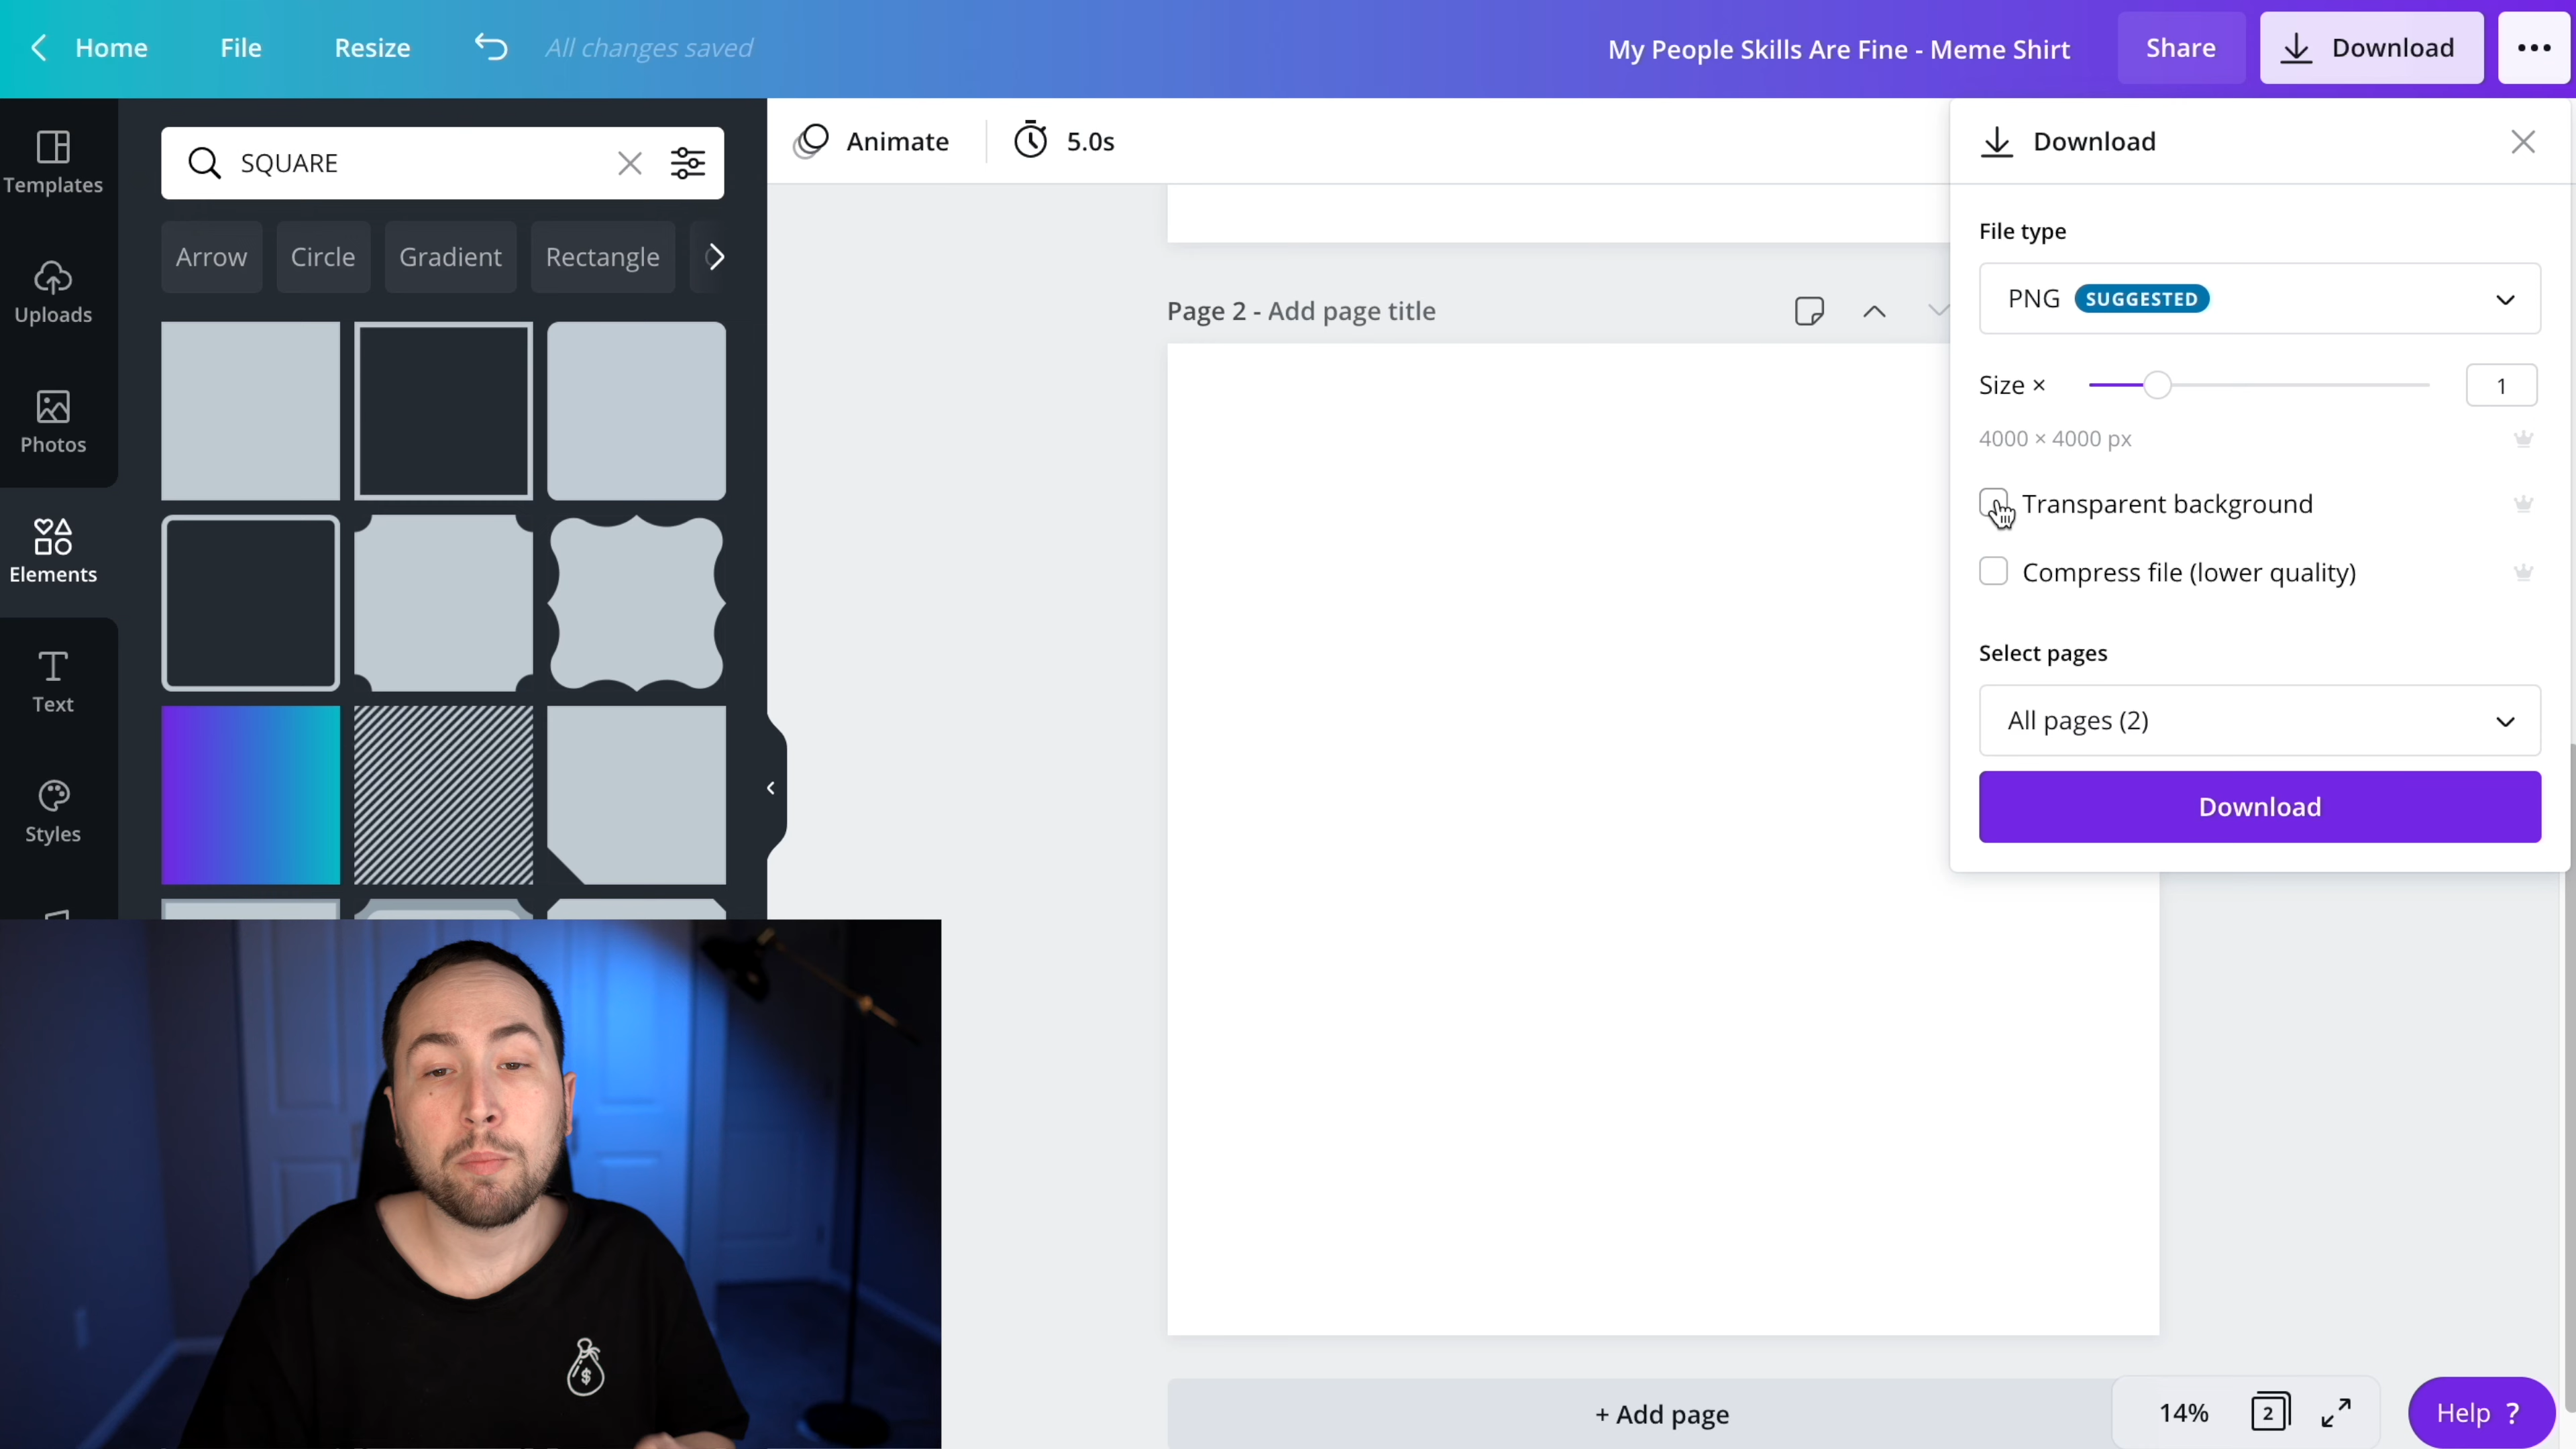 Home
File
Resize
All changes saved
My People Skills Are Fine - Meme Shirt
Share
Download
Templates
Uploads
Photos
Elements
Text
Styles
SQUARE
Arrow
Circle
Gradient
Rectangle
Animate
5.0s
Page 2 - Add page title
Download
File type
PNG SUGGESTED
Size ×
1
4000 × 4000 px
Transparent background
Compress file (lower quality)
Select pages
All pages (2)
Download
$
+ Add page
14%
2
Help ?